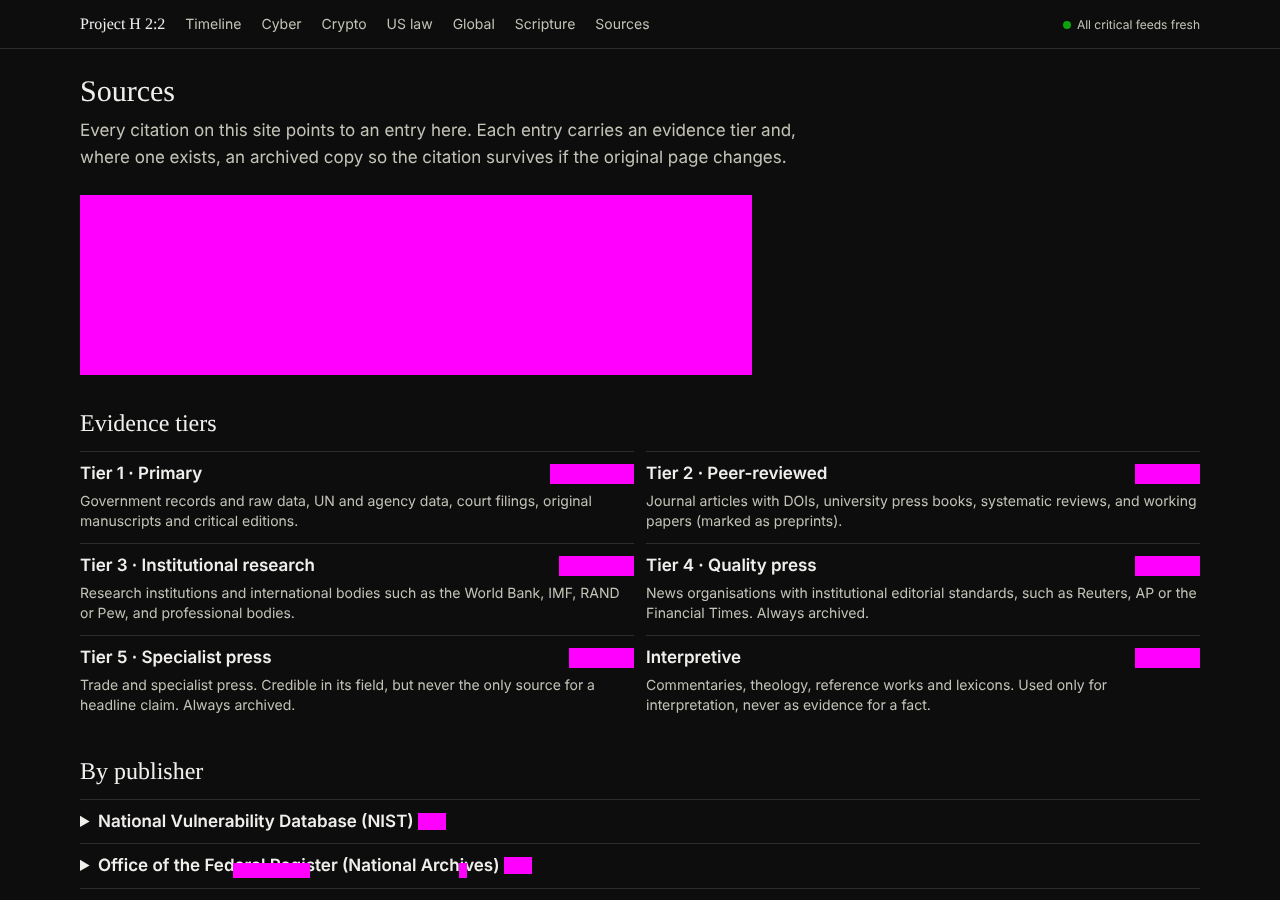 Project H 2:2 Timeline Cyber Crypto US law Global Scripture Sources All critical feeds fresh
Sources
Every citation on this site points to an entry here. Each entry carries an evidence tier and,
where one exists, an archived copy so the citation survives if the original page changes.
Evidence tiers
Tier 1 · Primary
Government records and raw data, UN and agency data, court filings, original
manuscripts and critical editions.
Tier 2 · Peer-reviewed
Journal articles with DOIs, university press books, systematic reviews, and working
papers (marked as preprints).
Tier 3 · Institutional research
Research institutions and international bodies such as the World Bank, IMF, RAND
or Pew, and professional bodies.
Tier 4 · Quality press
News organisations with institutional editorial standards, such as Reuters, AP or the
Financial Times. Always archived.
Tier 5 · Specialist press
Trade and specialist press. Credible in its field, but never the only source for a
headline claim. Always archived.
Interpretive
Commentaries, theology, reference works and lexicons. Used only for
interpretation, never as evidence for a fact.
By publisher
National Vulnerability Database (NIST)
Office of the Federal Register (National Archives)